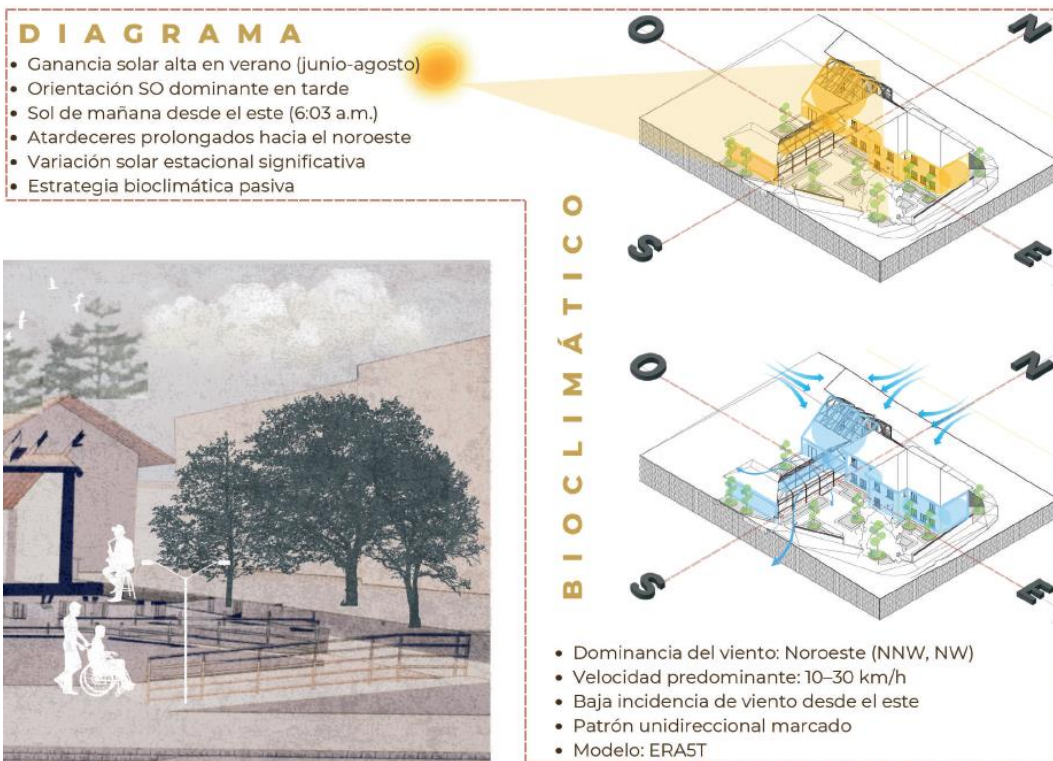 DIAGRAMA
• Ganancia solar alta en verano (junio-agosto)
• Orientación SO dominante en tarde
• Sol de mañana desde el este (6:03 a.m.)
• Atardeceres prolongados hacia el noroeste
• Variación solar estacional significativa
• Estrategia bioclimática pasiva
O
N
S
E
BIOCLIMÁTICO
O
N
S
E
• Dominancia del viento: Noroeste (NNW, NW)
• Velocidad predominante: 10–30 km/h
• Baja incidencia de viento desde el este
• Patrón unidireccional marcado
• Modelo: ERA5T